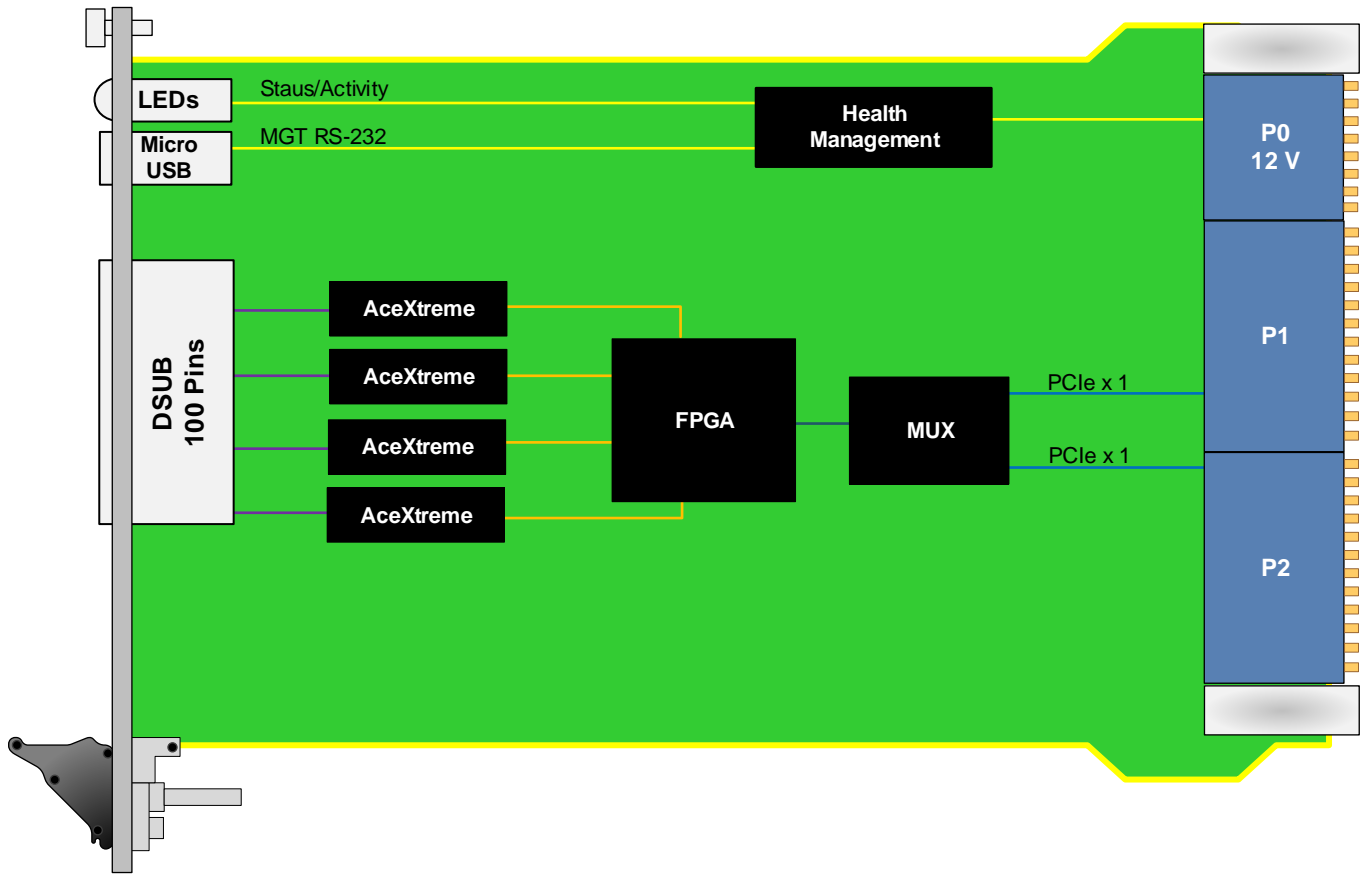 LEDs
Staus/Activity
Micro
USB
MGT RS-232
Health
Management
P0
12 V
DSUB
100 Pins
AceXtreme
AceXtreme
AceXtreme
AceXtreme
FPGA
MUX
PCIe x 1
PCIe x 1
P1
P2